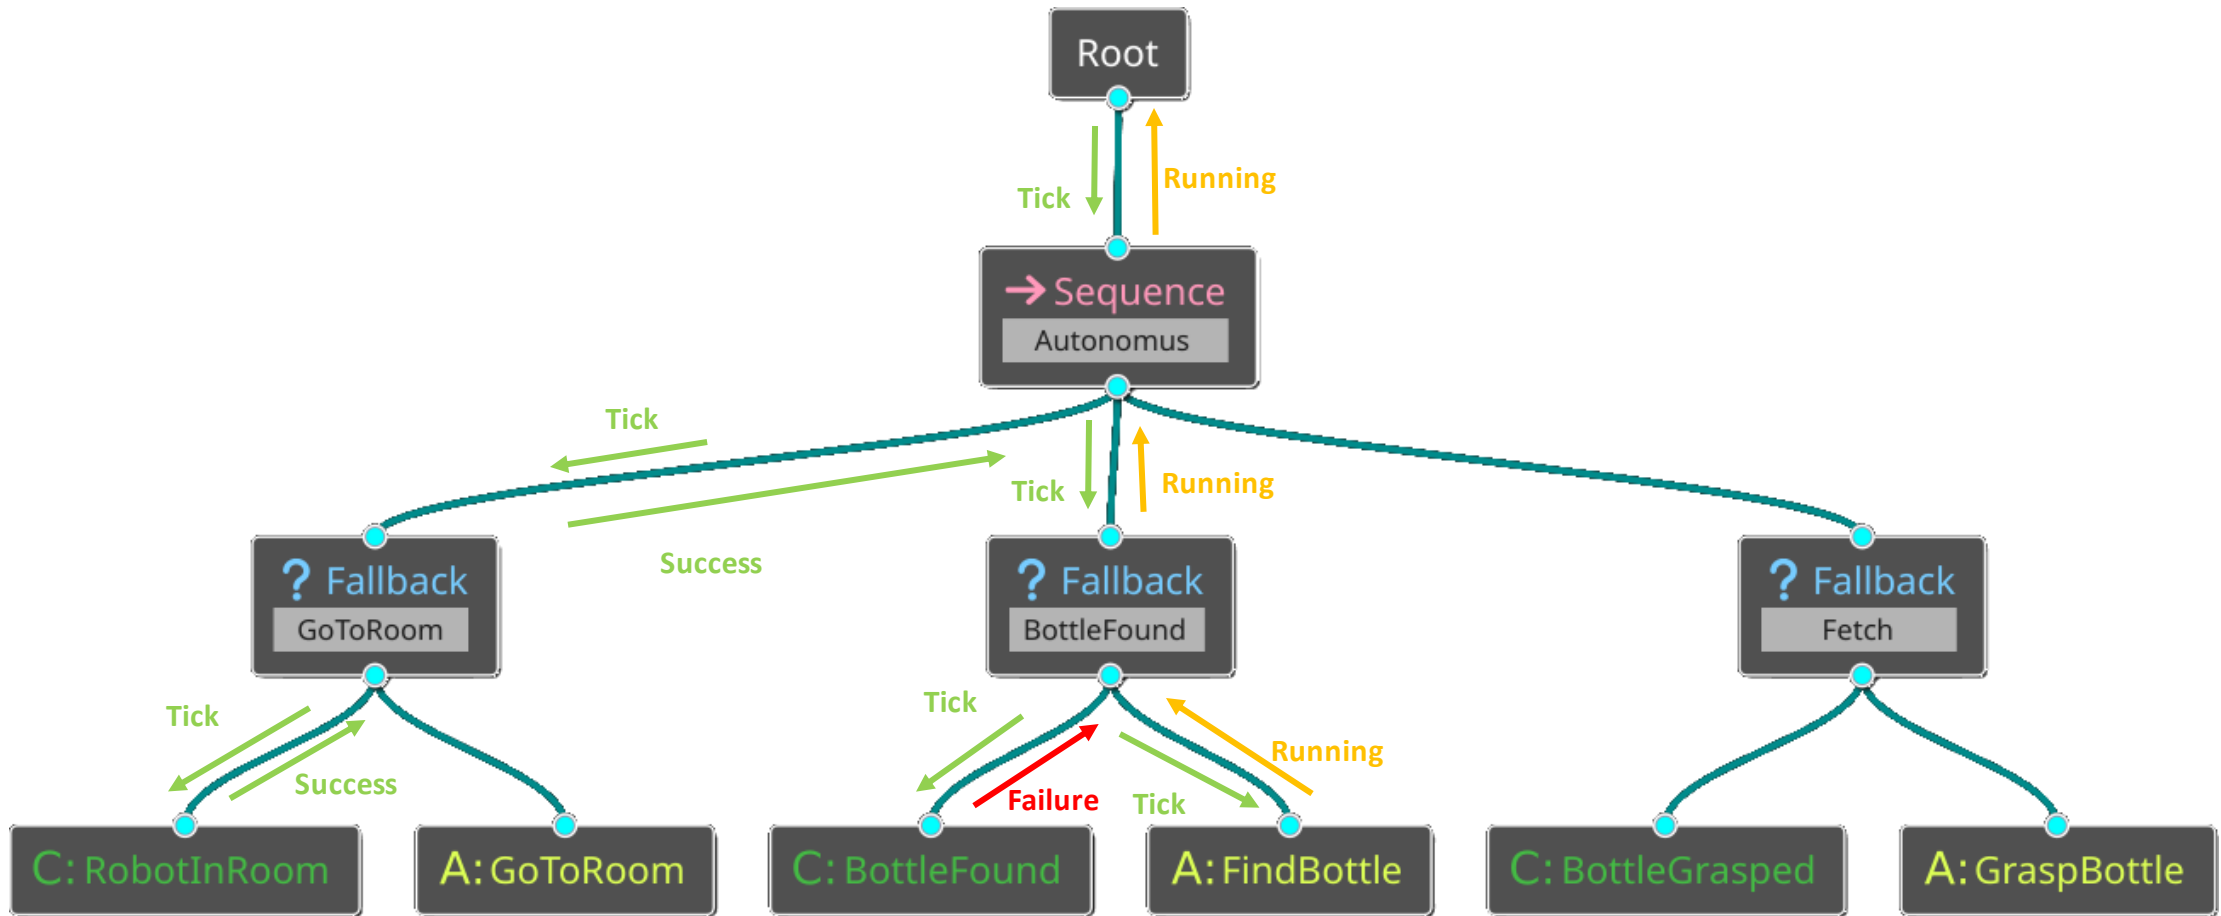 Root
Tick
Running
→ Sequence
Autonomus
Tick
Success
Tick
Running
? Fallback
GoToRoom
? Fallback
BottleFound
? Fallback
Fetch
Tick
Success
Tick
Failure
Tick
Running
C: RobotInRoom
A: GoToRoom
C: BottleFound
A: FindBottle
C: BottleGrasped
A: GraspBottle